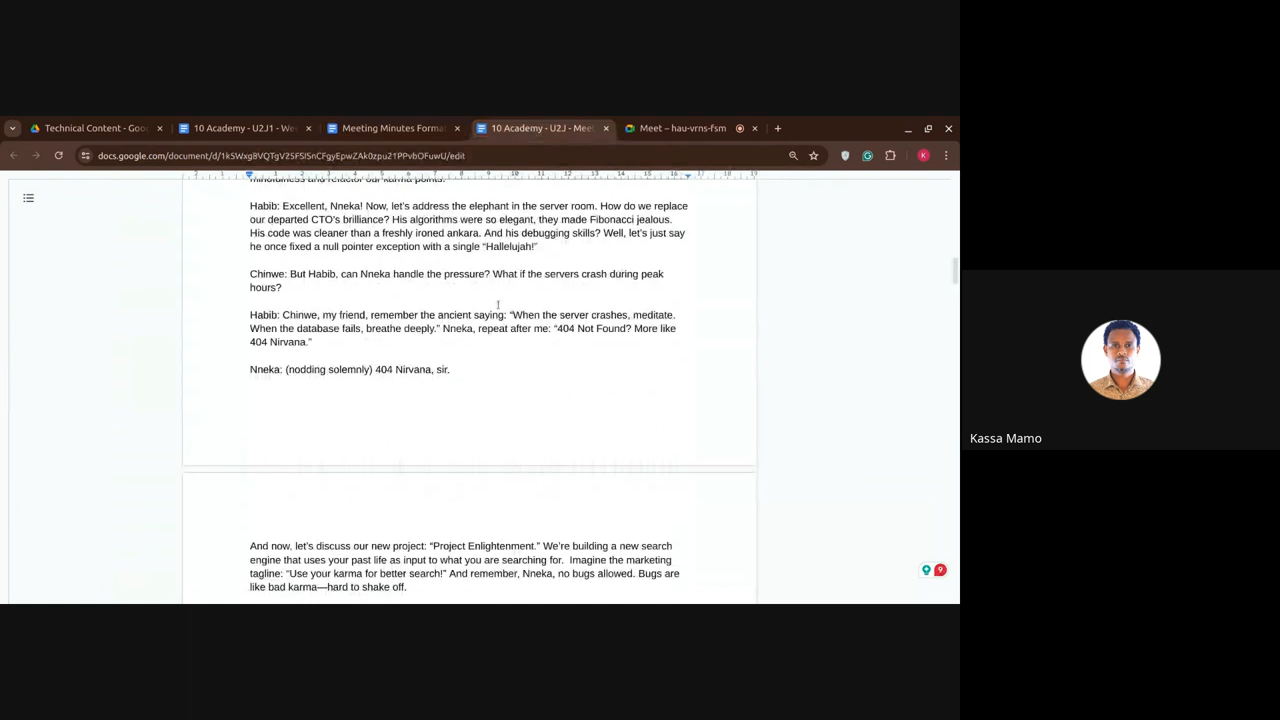 Technical Content - Goo
10 Academy - U2J1 - We
Meeting Minutes Forma
10 Academy - U2J - Meet
Meet – hau-vrns-fsm
mindfulness and refactor our karma points.
Habib: Excellent, Nneka! Now, let's address the elephant in the server room. How do we replace
our departed CTO's brilliance? His algorithms were so elegant, they made Fibonacci jealous.
His code was cleaner than a freshly ironed ankara. And his debugging skills? Well, let's just say
he once fixed a null pointer exception with a single “Hallelujah!”
Chinwe: But Habib, can Nneka handle the pressure? What if the servers crash during peak
hours?
Habib: Chinwe, my friend, remember the ancient saying: “When the server crashes, meditate.
When the database fails, breathe deeply.” Nneka, repeat after me: “404 Not Found? More like
404 Nirvana.”
Nneka: (nodding solemnly) 404 Nirvana, sir.
And now, let's discuss our new project: “Project Enlightenment.” We're building a new search
engine that uses your past life as input to what you are searching for.  Imagine the marketing
tagline: “Use your karma for better search!” And remember, Nneka, no bugs allowed. Bugs are
like bad karma—hard to shake off.
K
9
Kassa Mamo